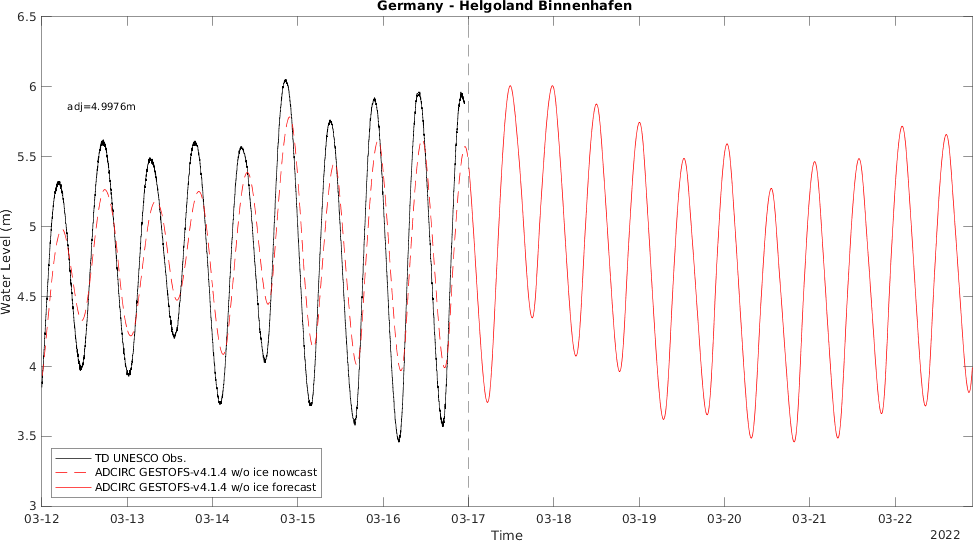 Germany - Helgoland Binnenhafen
6.5
6
5.5
5
4.5
4
3.5
3
Water Level (m)
adj=4.9976m
TD UNESCO Obs.
ADCIRC GESTOFS-v4.1.4 w/o ice nowcast
ADCIRC GESTOFS-v4.1.4 w/o ice forecast
03-12 03-13 03-14 03-15 03-16 03-17 03-18 03-19 03-20 03-21 03-22
Time
2022